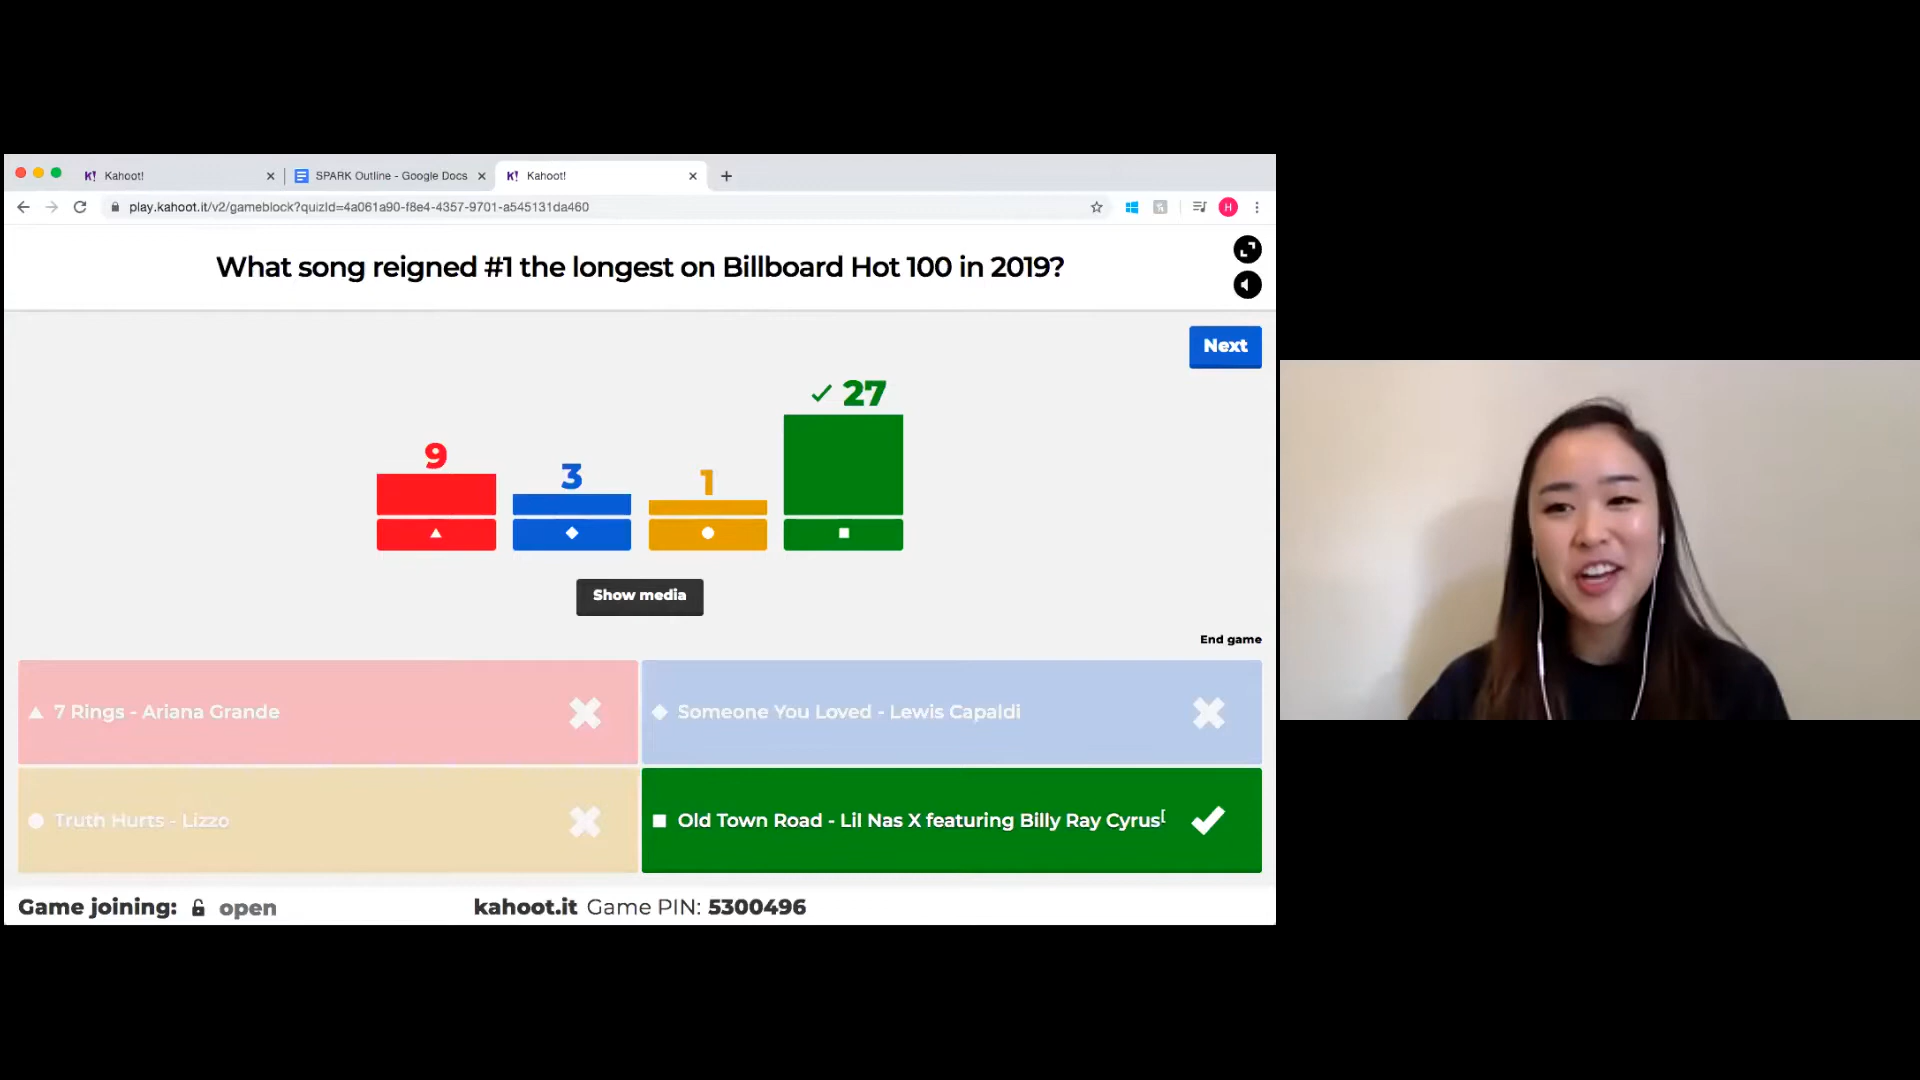 K! Kahoot!
SPARK Outline - Google Docs
K! Kahoot!
play.kahoot.it/v2/gameblock?quizId=4a061a90-f8e4-4357-9701-a545131da460
H
What song reigned #1 the longest on Billboard Hot 100 in 2019?
Next
27
9
3
1
Show media
End game
7 Rings - Ariana Grande
Someone You Loved - Lewis Capaldi
Truth Hurts - Lizzo
Old Town Road - Lil Nas X featuring Billy Ray Cyrus[
Game joining: open
kahoot.it Game PIN: 5300496